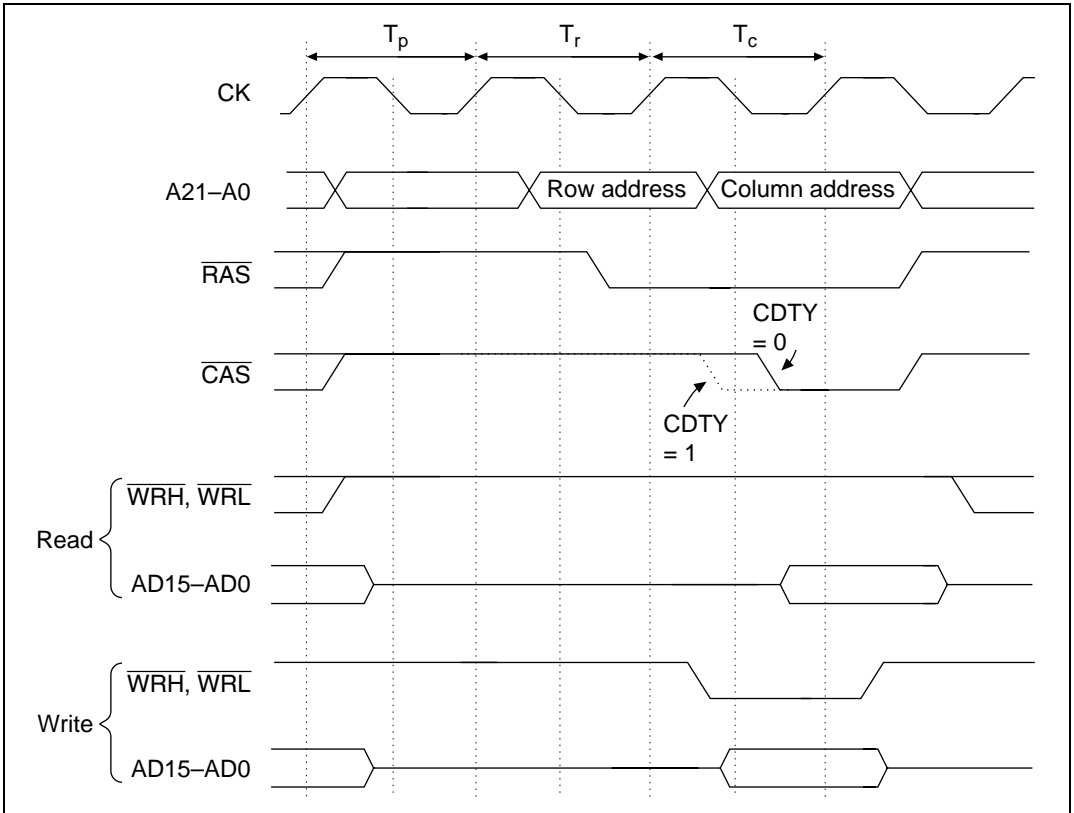 Tp Tr Tc
CK
A21–A0 Row address Column address
RAS
CDTY
= 0
CAS
CDTY
= 1
WRH, WRL
Read
AD15–AD0
WRH, WRL
Write
AD15–AD0